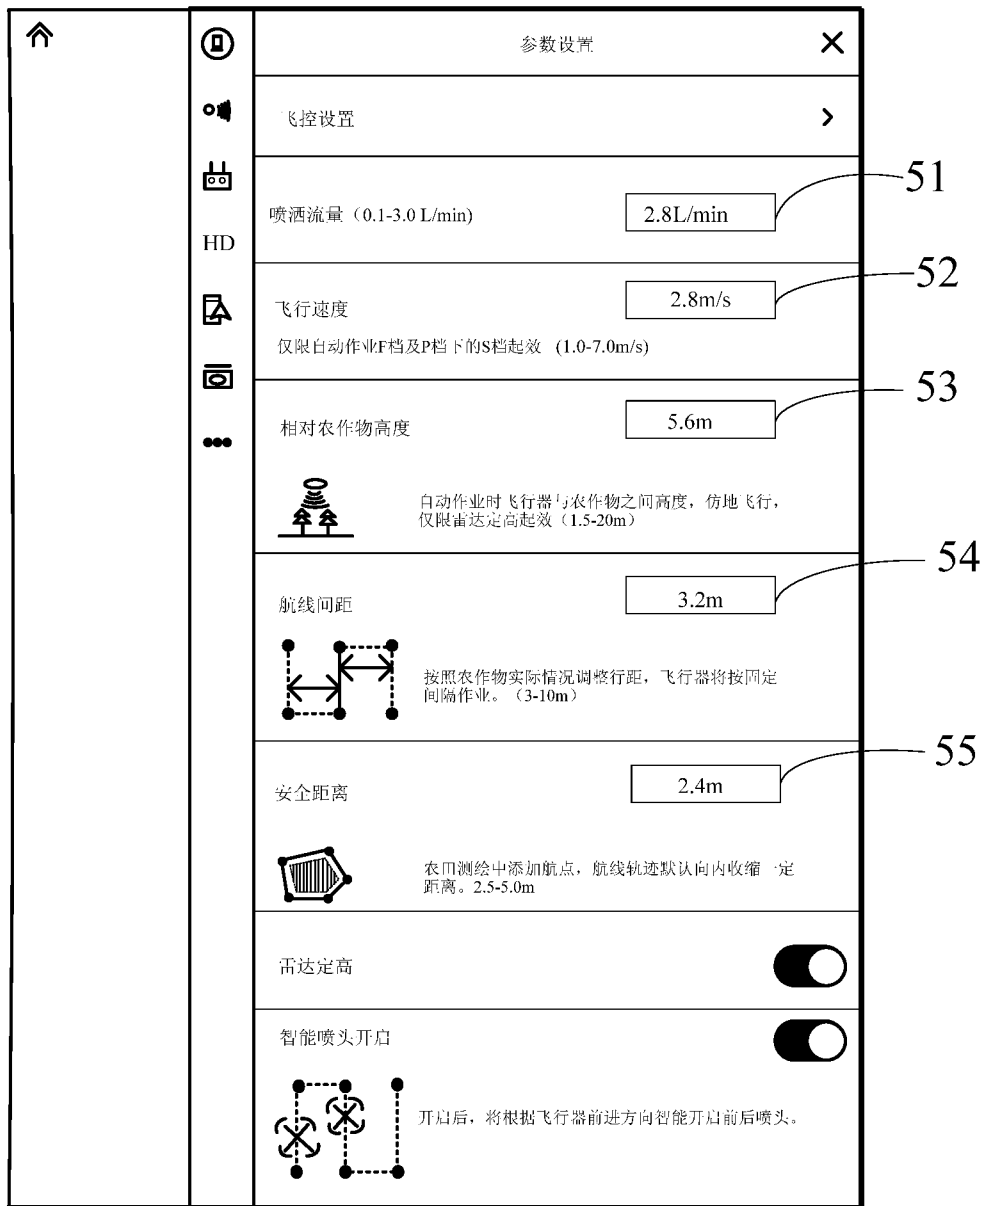 参数设置
飞控设置
51
喷洒流量（0.1-3.0 L/min)
2.8L/min
HD
52
飞行速度
2.8m/s
仅限自动作业F档及P档下的S档起效 (1.0-7.0m/s)
53
相对农作物高度
5.6m
自动作业时飞行器与农作物之间高度，仿地飞行，
仅限雷达定高起效（1.5-20m）
54
航线间距
3.2m
按照农作物实际情况调整行距，飞行器将按固定
间隔作业。（3-10m）
55
安全距离
2.4m
农田测绘中添加航点，航线轨迹默认向内收缩一定
距离。2.5-5.0m
雷达定高
智能喷头开启
开启后，将根据飞行器前进方向智能开启前后喷头。